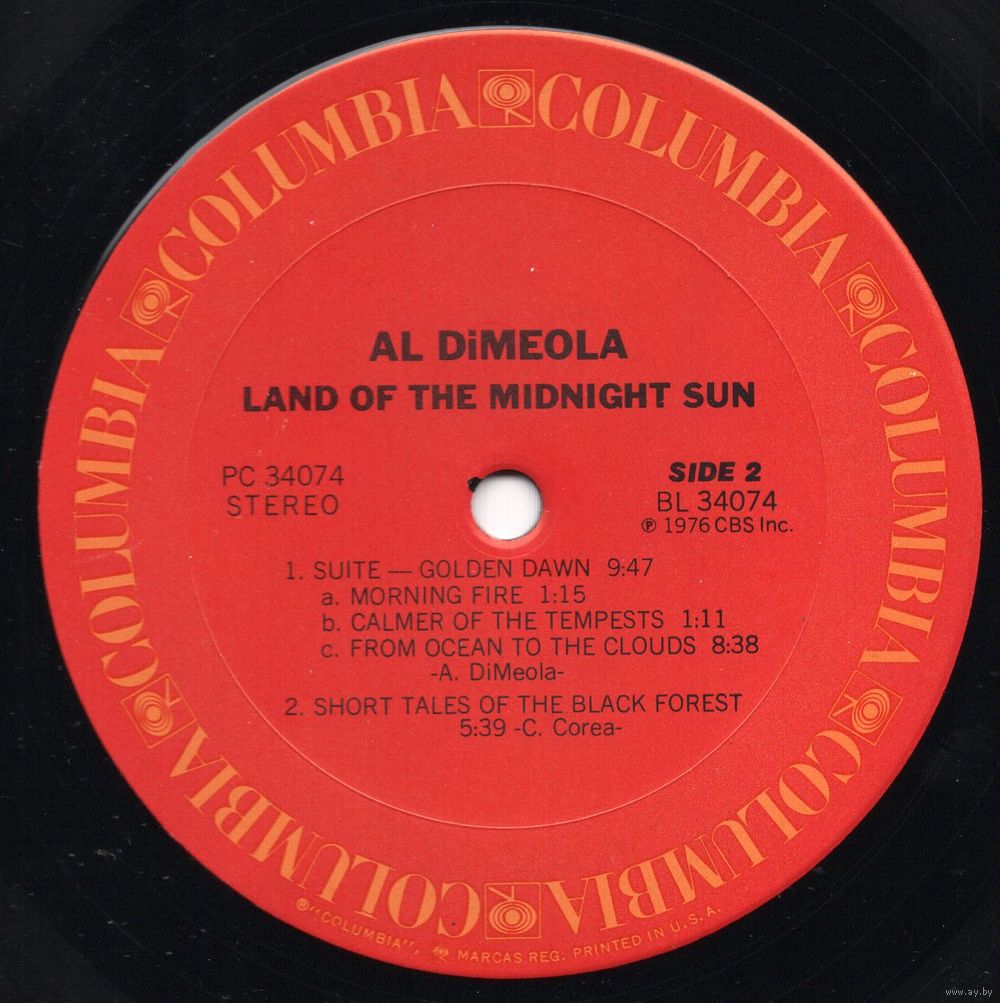 COLUMBIA COLUMBIA COLUMBIA COLUMBIA COLUMBIA COLUMBIA
AL DiMEOLA
LAND OF THE MIDNIGHT SUN
PC 34074
STEREO
SIDE 2
BL 34074
℗ 1976 CBS Inc.
1. SUITE — GOLDEN DAWN 9:47
a. MORNING FIRE 1:15
b. CALMER OF THE TEMPESTS 1:11
c. FROM OCEAN TO THE CLOUDS 8:38
-A. DiMeola-
2. SHORT TALES OF THE BLACK FOREST
5:39 -C. Corea-
®"COLUMBIA", MARCAS REG. PRINTED IN U.S.A.
www.ay.by